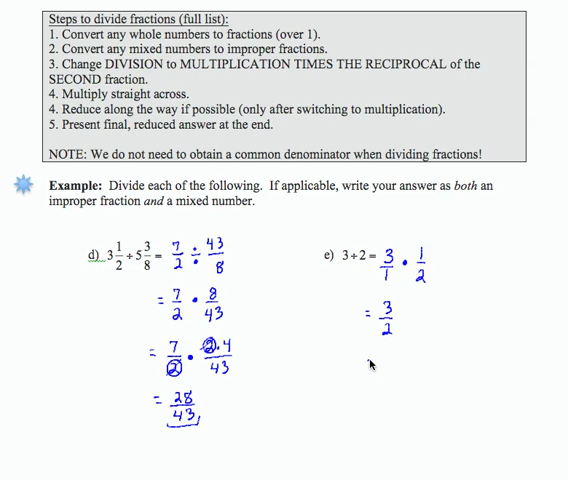 Steps to divide fractions (full list):
1. Convert any whole numbers to fractions (over 1).
2. Convert any mixed numbers to improper fractions.
3. Change DIVISION to MULTIPLICATION TIMES THE RECIPROCAL of the
SECOND fraction.
4. Multiply straight across.
4. Reduce along the way if possible (only after switching to multiplication).
5. Present final, reduced answer at the end.
NOTE: We do not need to obtain a common denominator when dividing fractions!
Example: Divide each of the following. If applicable, write your answer as both an
improper fraction and a mixed number.
d) 3 1/2 ÷ 5 3/8 = 7/2 ÷ 43/8
= 7/2 • 8/43
= 7/2 • 2·4/43
= 28/43
e) 3 ÷ 2 = 3/1 • 1/2
= 3/2